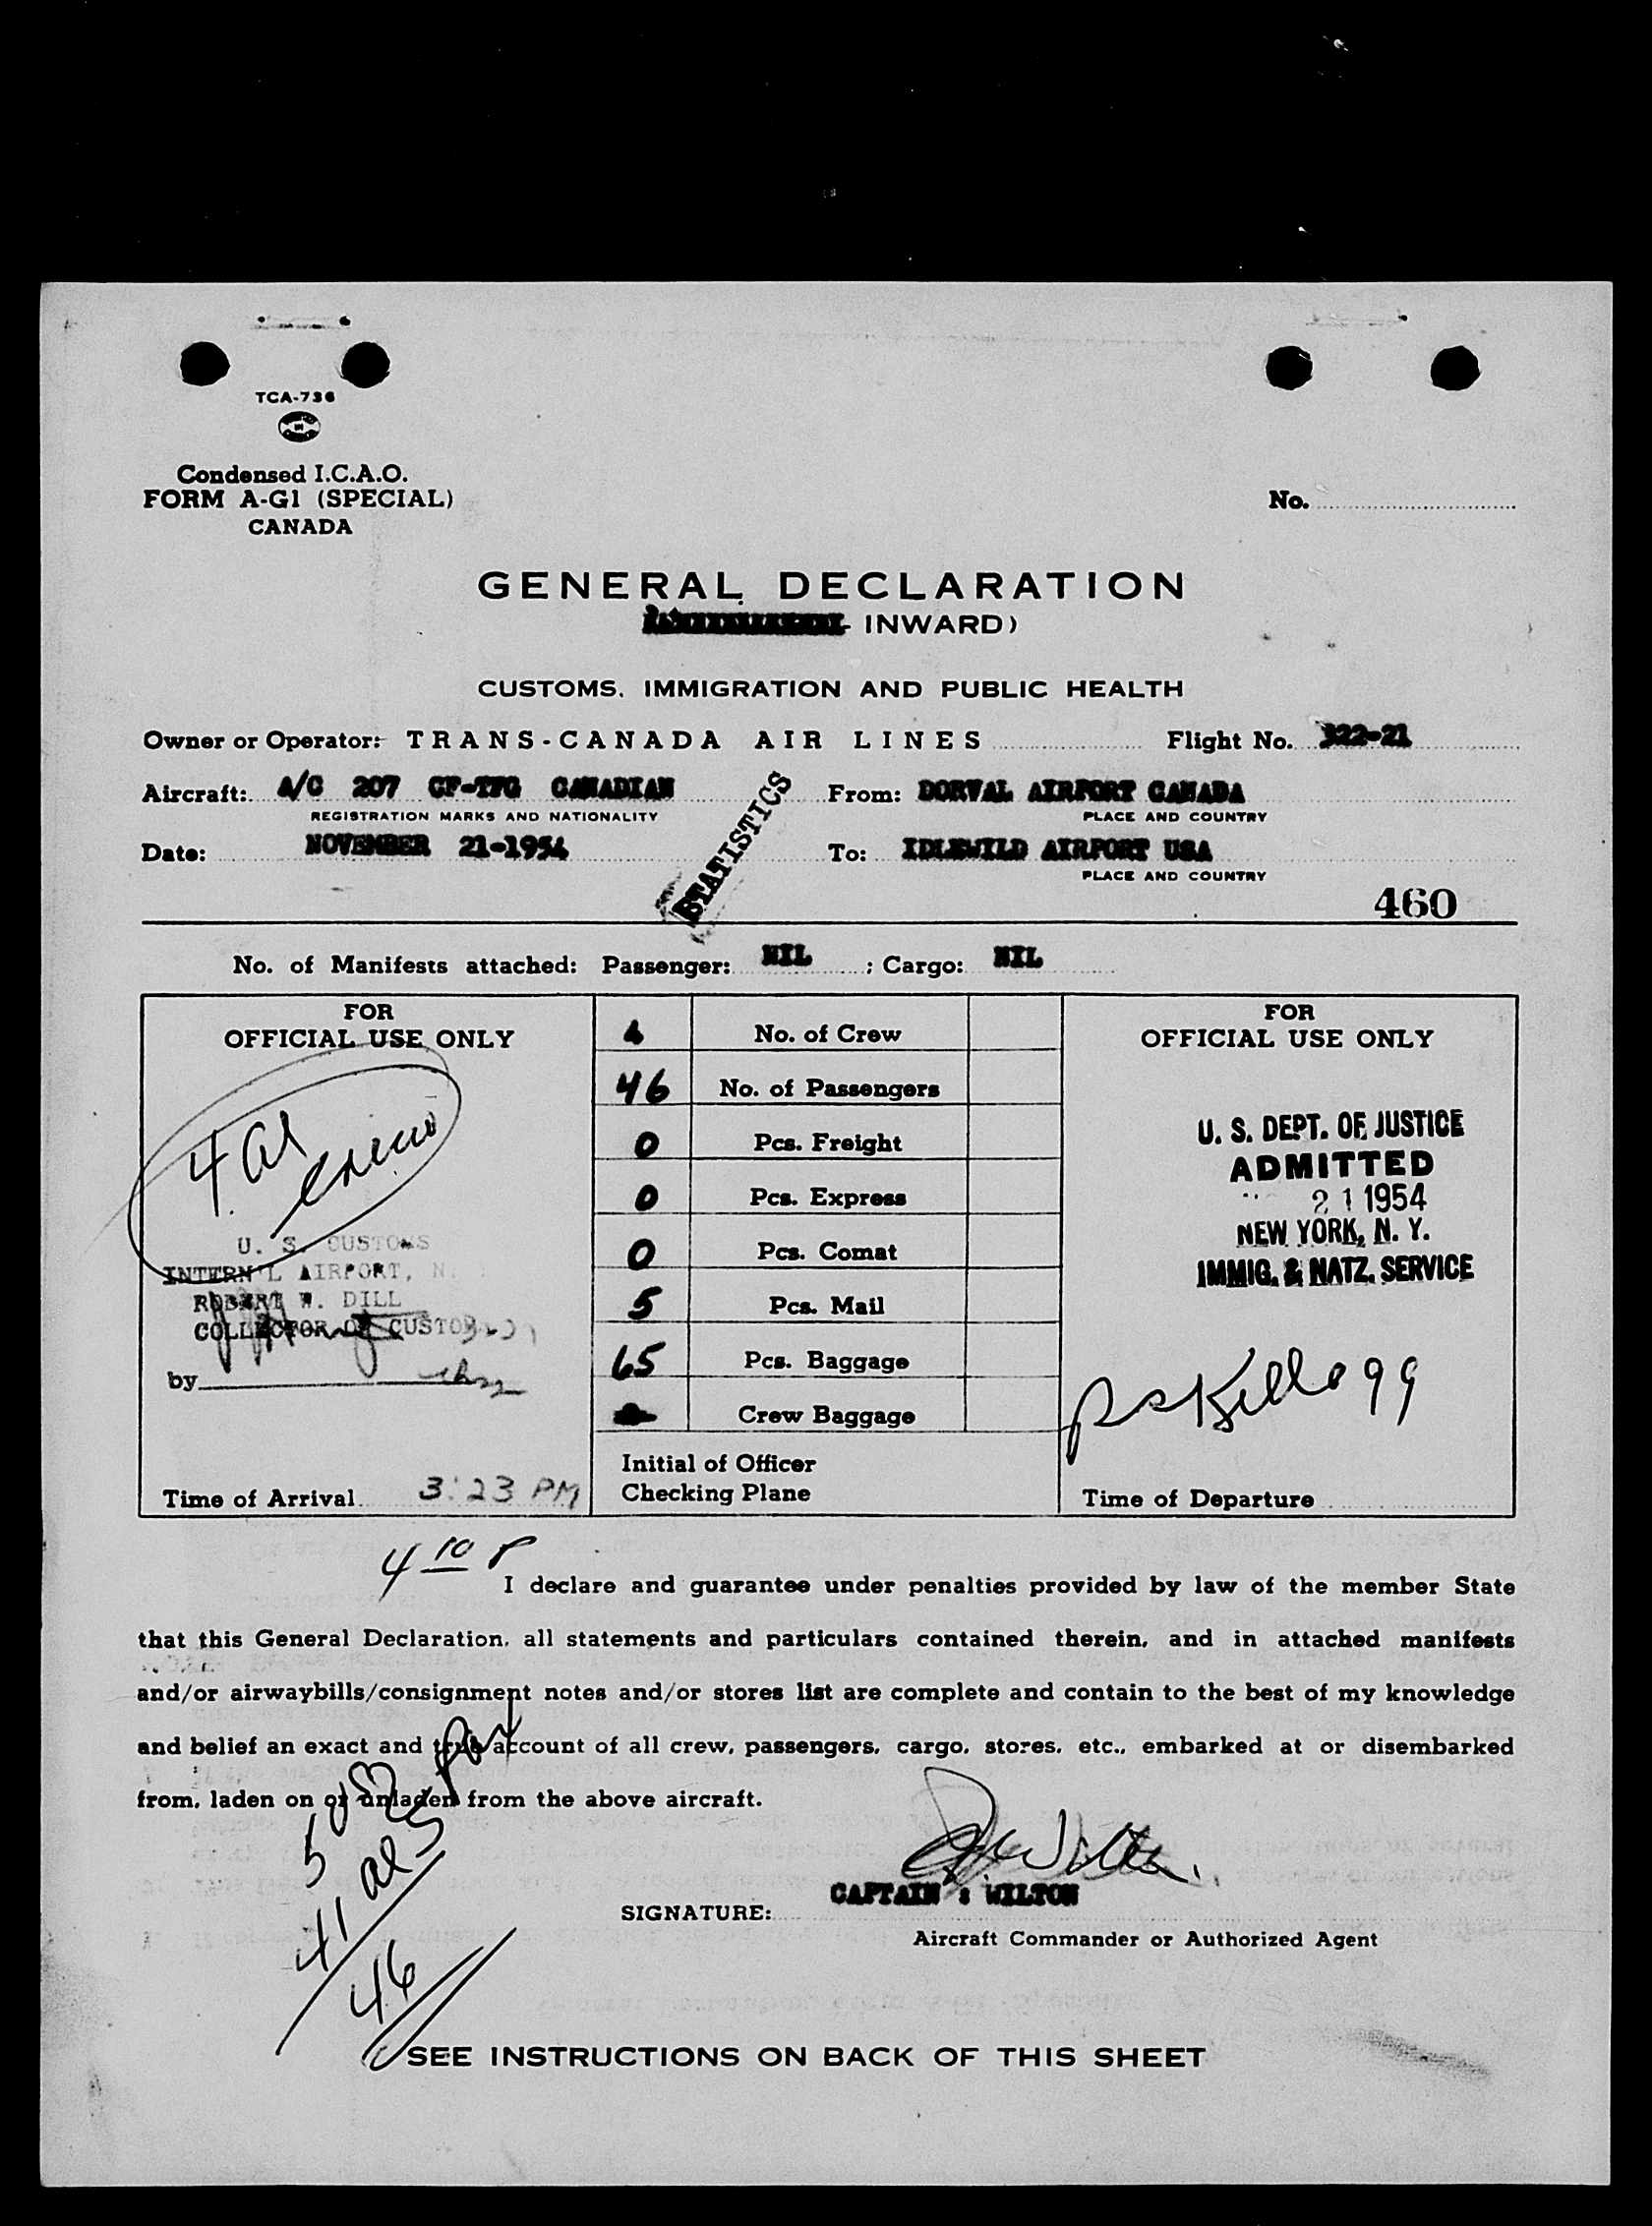 TCA-736
Condensed I.C.A.O.
FORM A-G1 (SPECIAL)
CANADA
No.
GENERAL DECLARATION
INWARD)
CUSTOMS, IMMIGRATION AND PUBLIC HEALTH
Owner or Operator: TRANS-CANADA AIR LINES Flight No. 322-21
Aircraft: A/C 207 CF-TFG CANADIAN From: DORVAL AIRPORT CANADA
REGISTRATION MARKS AND NATIONALITY PLACE AND COUNTRY
STATISTICS
Date: NOVEMBER 21-1954 To: IDLEWILD AIRPORT USA
PLACE AND COUNTRY
460
No. of Manifests attached: Passenger: NIL ; Cargo: NIL
FOR
OFFICIAL USE ONLY
4 al
U. S. CUSTOMS
INTERN'L AIRPORT, N.
ROBERT W. DILL
COLLECTOR OF CUSTOMS
by
Time of Arrival 3:23 PM
4 No. of Crew
46 No. of Passengers
0 Pcs. Freight
0 Pcs. Express
0 Pcs. Comat
5 Pcs. Mail
65 Pcs. Baggage
Crew Baggage
Initial of Officer
Checking Plane
FOR
OFFICIAL USE ONLY
U. S. DEPT. OF JUSTICE
ADMITTED
21 1954
NEW YORK, N. Y.
IMMIG. & NATZ. SERVICE
Kellogg
Time of Departure
4 10 P
I declare and guarantee under penalties provided by law of the member State
that this General Declaration, all statements and particulars contained therein, and in attached manifests
and/or airwaybills/consignment notes and/or stores list are complete and contain to the best of my knowledge
and belief an exact and true account of all crew, passengers, cargo, stores, etc., embarked at or disembarked
from, laden on or unladen from the above aircraft.
5
41 als
46
CAPTAIN : WILTON
SIGNATURE:
Aircraft Commander or Authorized Agent
SEE INSTRUCTIONS ON BACK OF THIS SHEET